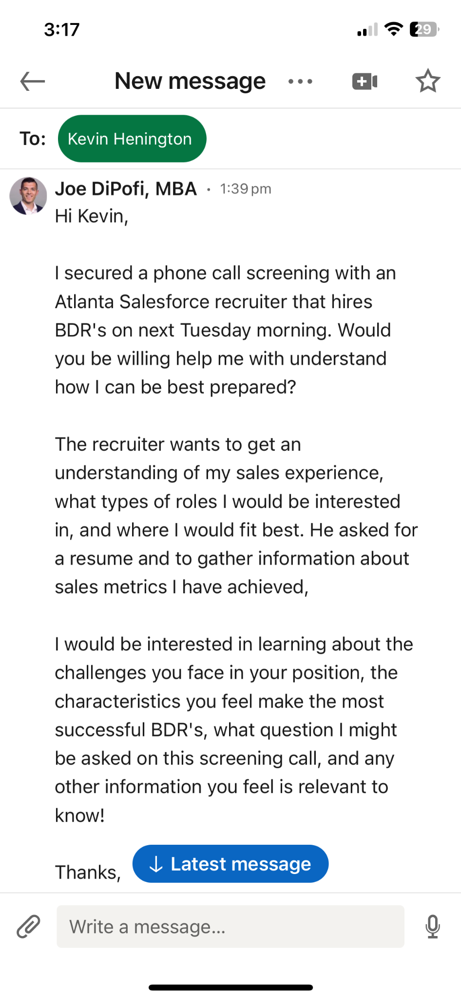 3:17
29
New message
To: Kevin Henington
Joe DiPofi, MBA • 1:39 pm
Hi Kevin,
I secured a phone call screening with an
Atlanta Salesforce recruiter that hires
BDR's on next Tuesday morning. Would
you be willing help me with understand
how I can be best prepared?
The recruiter wants to get an
understanding of my sales experience,
what types of roles I would be interested
in, and where I would fit best. He asked for
a resume and to gather information about
sales metrics I have achieved,
I would be interested in learning about the
challenges you face in your position, the
characteristics you feel make the most
successful BDR's, what question I might
be asked on this screening call, and any
other information you feel is relevant to
know!
Thanks,
↓ Latest message
Write a message...